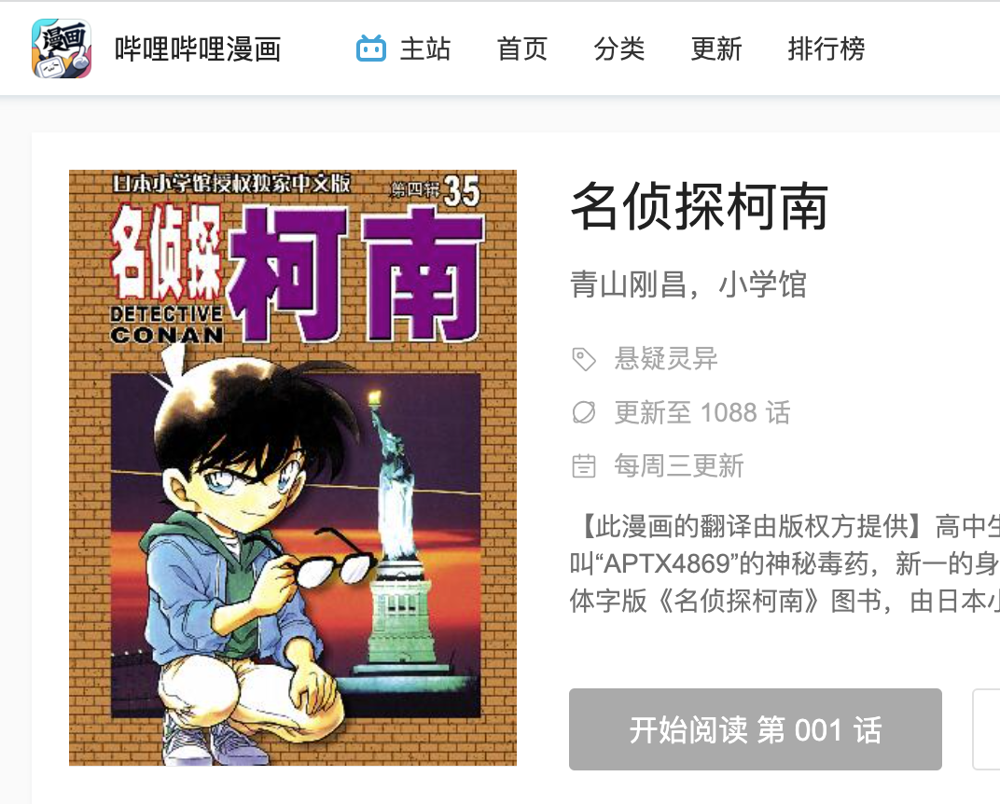 漫画
哔哩哔哩漫画
主站 首页 分类 更新 排行榜
日本小学馆授权独家中文版
第四辑 35
名侦探柯南
DETECTIVE
CONAN
名侦探柯南
青山刚昌，小学馆
悬疑灵异
更新至 1088 话
每周三更新
【此漫画的翻译由版权方提供】高中生
叫“APTX4869”的神秘毒药，新一的身
体字版《名侦探柯南》图书，由日本小
开始阅读 第 001 话